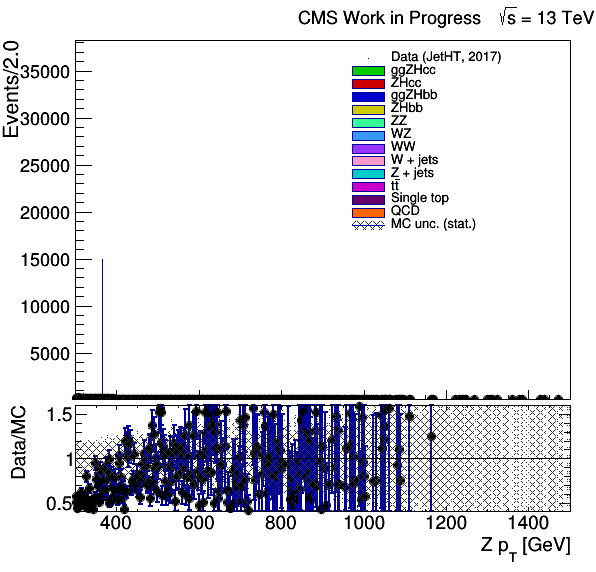 CMS Work in Progress √s = 13 TeV
Events/2.0
35000
30000
25000
20000
15000
10000
5000
Data (JetHT, 2017)
ggZHcc
ZHcc
ggZHbb
ZHbb
ZZ
WZ
WW
W + jets
Z + jets
tt̄
Single top
QCD
MC unc. (stat.)
Data/MC
1.5
1
0.5
400 600 800 1000 1200 1400
Z p_T [GeV]